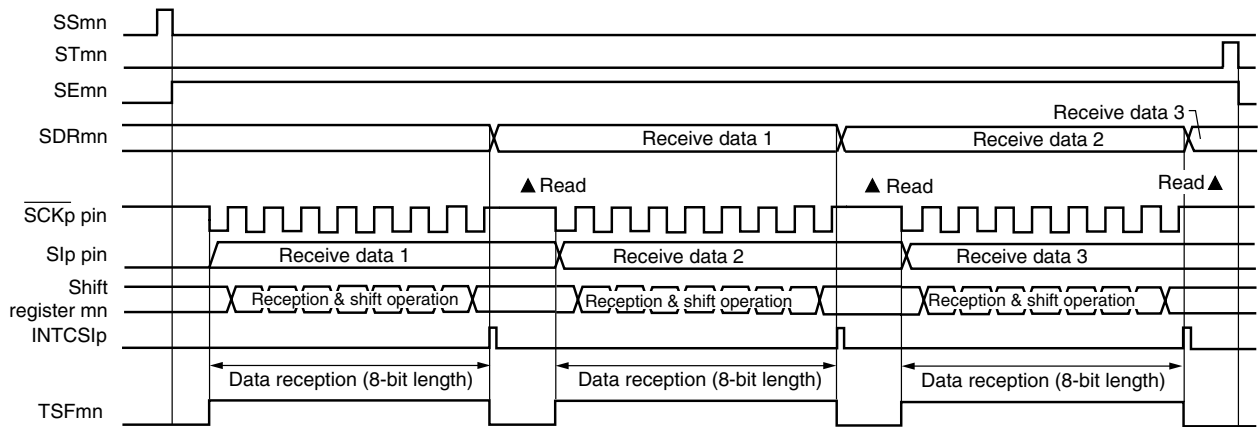 SSmn
STmn
SEmn
Receive data 3
SDRmn
Receive data 1
Receive data 2
▲ Read
▲ Read
Read ▲
SCKp pin
SIp pin
Receive data 1
Receive data 2
Receive data 3
Shift
register mn
Reception & shift operation
Reception & shift operation
Reception & shift operation
INTCSIp
Data reception (8-bit length)
Data reception (8-bit length)
Data reception (8-bit length)
TSFmn